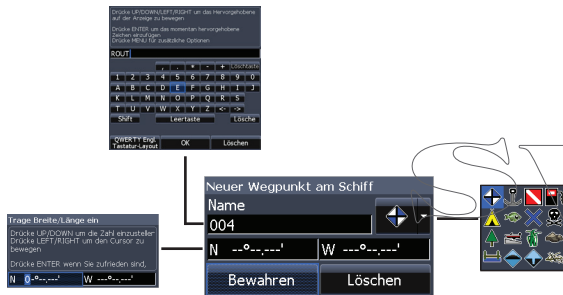 Drücke UP/DOWN/LEFT/RIGHT um das Hervorgehobene
auf der Anzeige zu bewegen
Drücke ENTER um das momentan hervorgehobene
Zeichen einzufügen
Drücke MENU für zusätzliche Optionen
ROUT
, . * - + Löschtaste
1 2 3 4 5 6 7 8 9 0
A B C D E F G H I J
K L M N O P Q R S
T U V W X Y Z <- ->
Shift Leertaste Lösche
QWERTY Engl.
Tastatur-Layout OK Löschen
Neuer Wegpunkt am Schiff
Name
004
N --°--.---' W ---°--.---'
Bewahren Löschen
Trage Breite/Länge ein
Drücke UP/DOWN um die Zahl einzusteller
Drücke LEFT/RIGHT um den Cursor zu
bewegen
Drücke ENTER wenn Sie zufrieden sind,
N 0-°--.---' W ---°--.---'